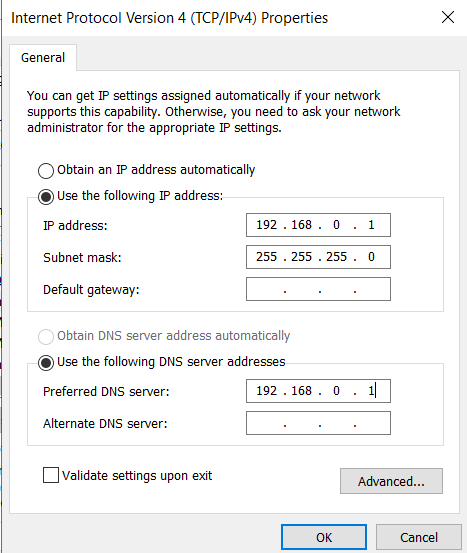 Internet Protocol Version 4 (TCP/IPv4) Properties
General
You can get IP settings assigned automatically if your network
supports this capability. Otherwise, you need to ask your network
administrator for the appropriate IP settings.
Obtain an IP address automatically
Use the following IP address:
IP address: 192 . 168 . 0 . 1
Subnet mask: 255 . 255 . 255 . 0
Default gateway: . . .
Obtain DNS server address automatically
Use the following DNS server addresses
Preferred DNS server: 192 . 168 . 0 . 1
Alternate DNS server: . . .
Validate settings upon exit
Advanced...
OK Cancel